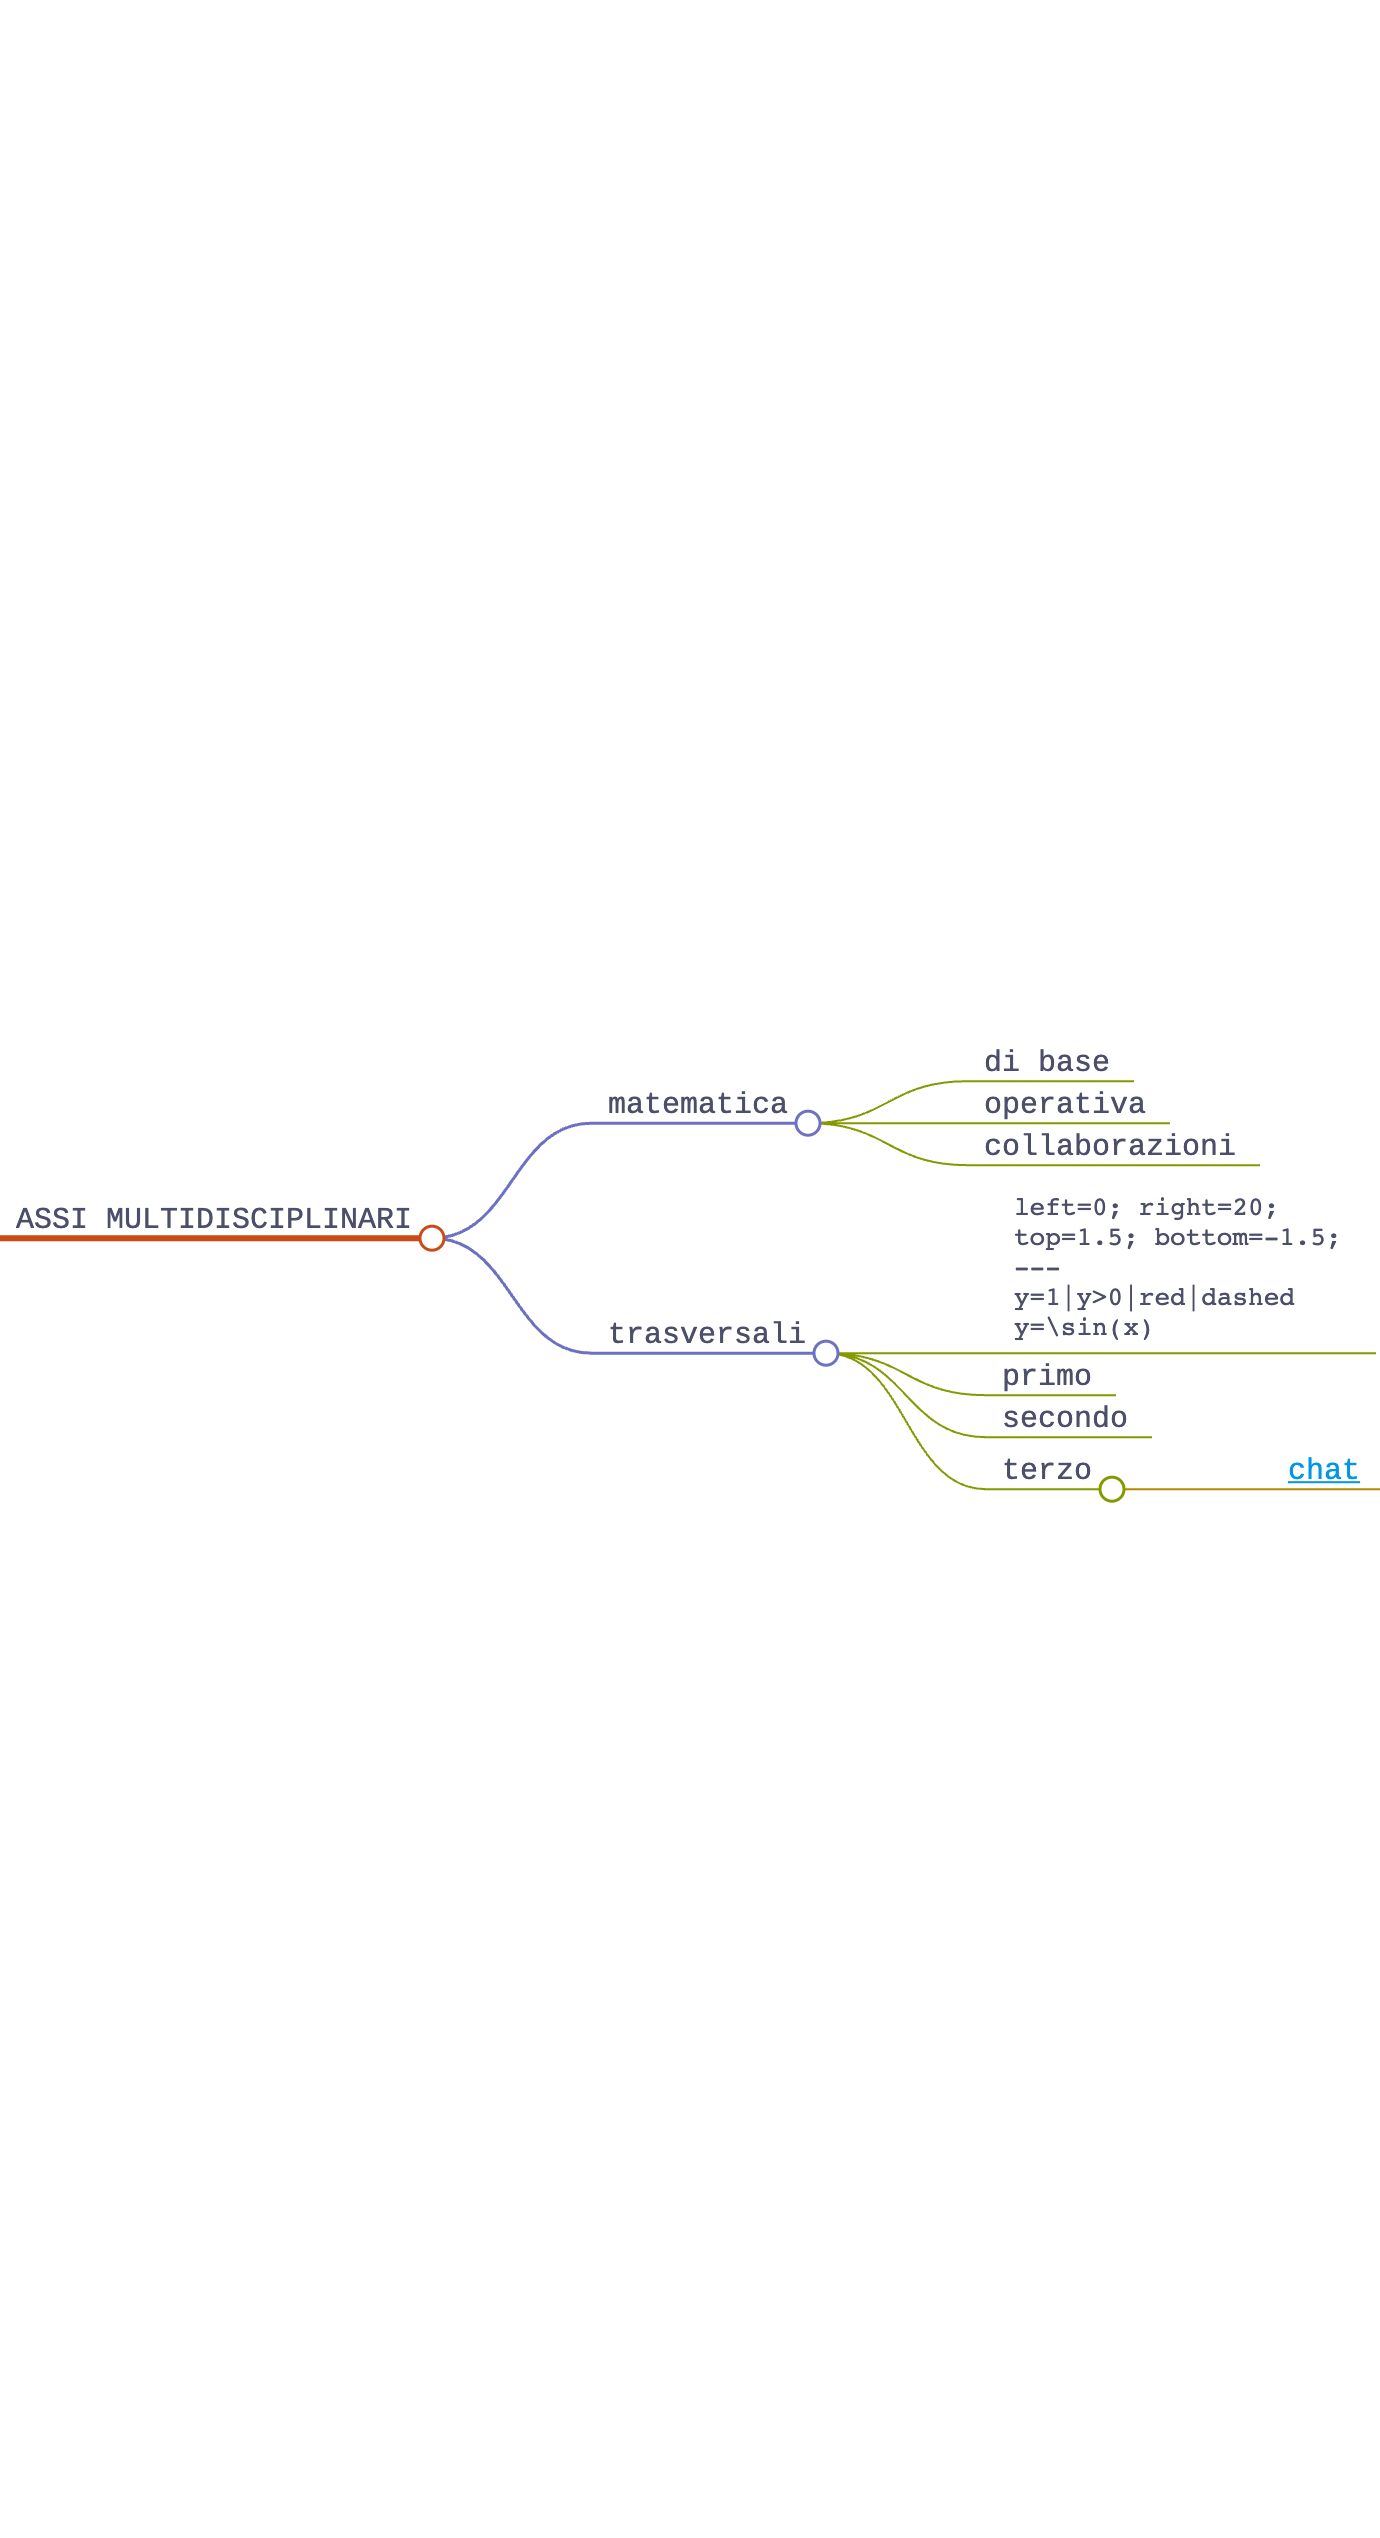 di base
matematica
operativa
collaborazioni
ASSI MULTIDISCIPLINARI
left=0; right=20;
top=1.5; bottom=-1.5;
---
y=1|y>0|red|dashed
y=\sin(x)
trasversali
primo
secondo
terzo
chat